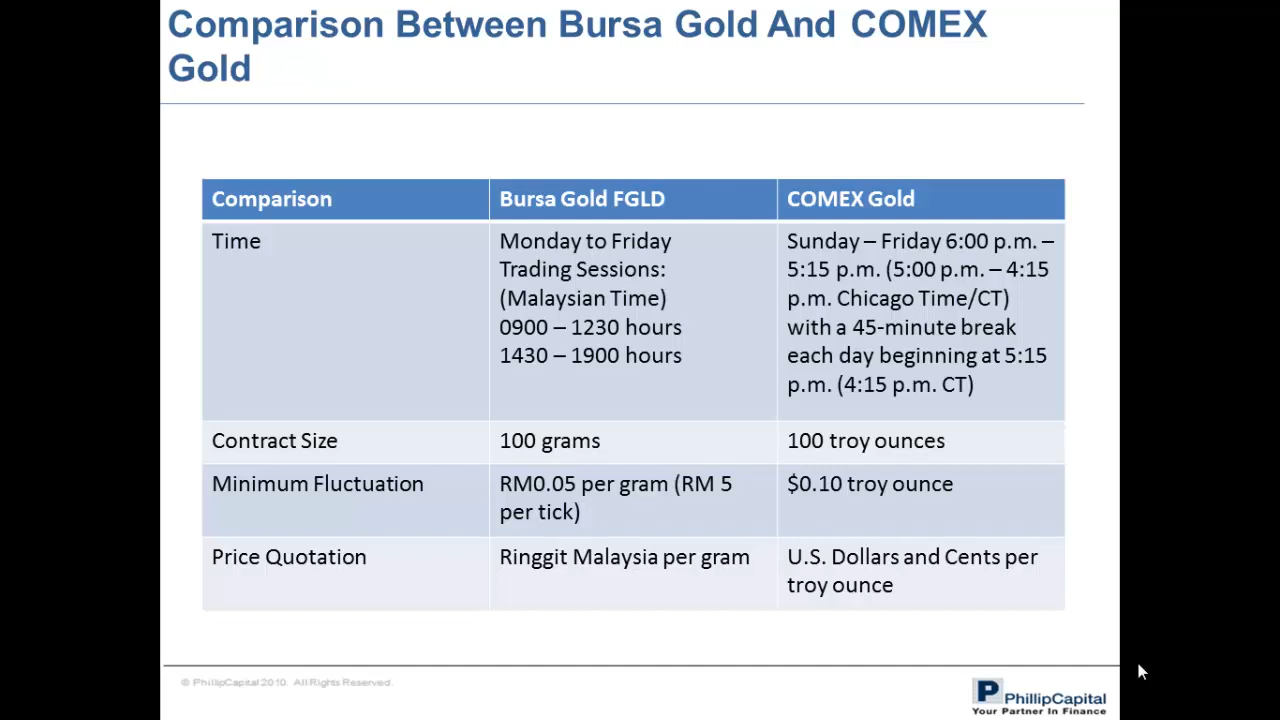 Comparison Between Bursa Gold And COMEX
Gold
Comparison
Bursa Gold FGLD
COMEX Gold
Time
Monday to Friday
Trading Sessions:
(Malaysian Time)
0900 – 1230 hours
1430 – 1900 hours
Sunday – Friday 6:00 p.m. –
5:15 p.m. (5:00 p.m. – 4:15
p.m. Chicago Time/CT)
with a 45-minute break
each day beginning at 5:15
p.m. (4:15 p.m. CT)
Contract Size
100 grams
100 troy ounces
Minimum Fluctuation
RM0.05 per gram (RM 5
per tick)
$0.10 troy ounce
Price Quotation
Ringgit Malaysia per gram
U.S. Dollars and Cents per
troy ounce
© PhillipCapital 2010. All Rights Reserved.
P PhillipCapital
Your Partner In Finance